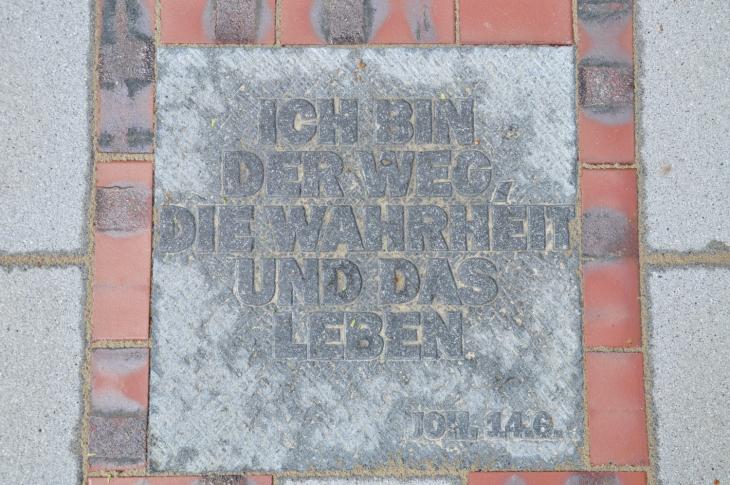 ICH BIN
DER WEG,
DIE WAHRHEIT
UND DAS
LEBEN
JOH. 14.6.